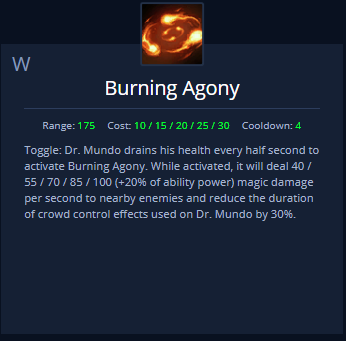 W
Burning Agony
Range: 175 Cost: 10 / 15 / 20 / 25 / 30 Cooldown: 4
Toggle: Dr. Mundo drains his health every half second to
activate Burning Agony. While activated, it will deal 40 /
55 / 70 / 85 / 100 (+20% of ability power) magic damage
per second to nearby enemies and reduce the duration
of crowd control effects used on Dr. Mundo by 30%.